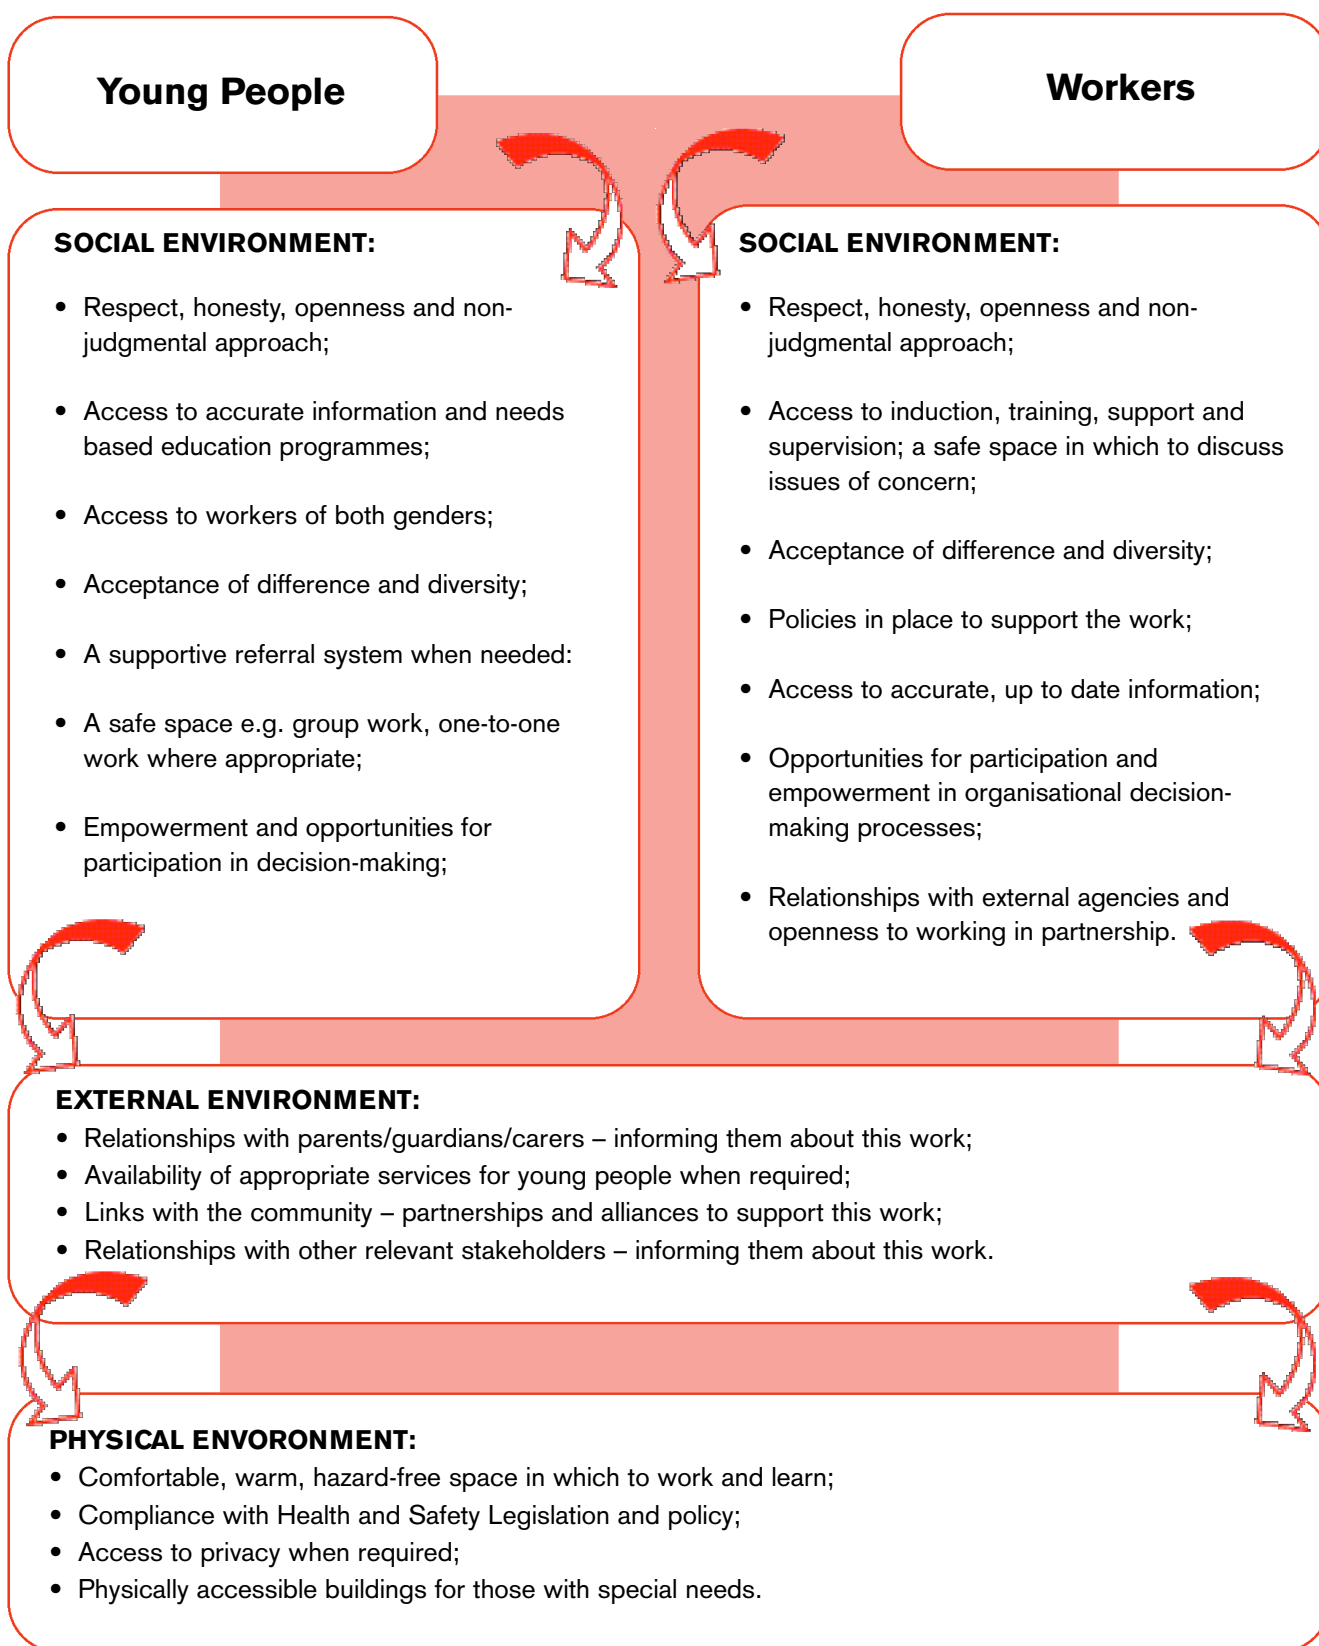 Young People
Workers
SOCIAL ENVIRONMENT:
• Respect, honesty, openness and non-
judgmental approach;
• Access to accurate information and needs
based education programmes;
• Access to workers of both genders;
• Acceptance of difference and diversity;
• A supportive referral system when needed:
• A safe space e.g. group work, one-to-one
work where appropriate;
• Empowerment and opportunities for
participation in decision-making;
SOCIAL ENVIRONMENT:
• Respect, honesty, openness and non-
judgmental approach;
• Access to induction, training, support and
supervision; a safe space in which to discuss
issues of concern;
• Acceptance of difference and diversity;
• Policies in place to support the work;
• Access to accurate, up to date information;
• Opportunities for participation and
empowerment in organisational decision-
making processes;
• Relationships with external agencies and
openness to working in partnership.
EXTERNAL ENVIRONMENT:
• Relationships with parents/guardians/carers – informing them about this work;
• Availability of appropriate services for young people when required;
• Links with the community – partnerships and alliances to support this work;
• Relationships with other relevant stakeholders – informing them about this work.
PHYSICAL ENVORONMENT:
• Comfortable, warm, hazard-free space in which to work and learn;
• Compliance with Health and Safety Legislation and policy;
• Access to privacy when required;
• Physically accessible buildings for those with special needs.